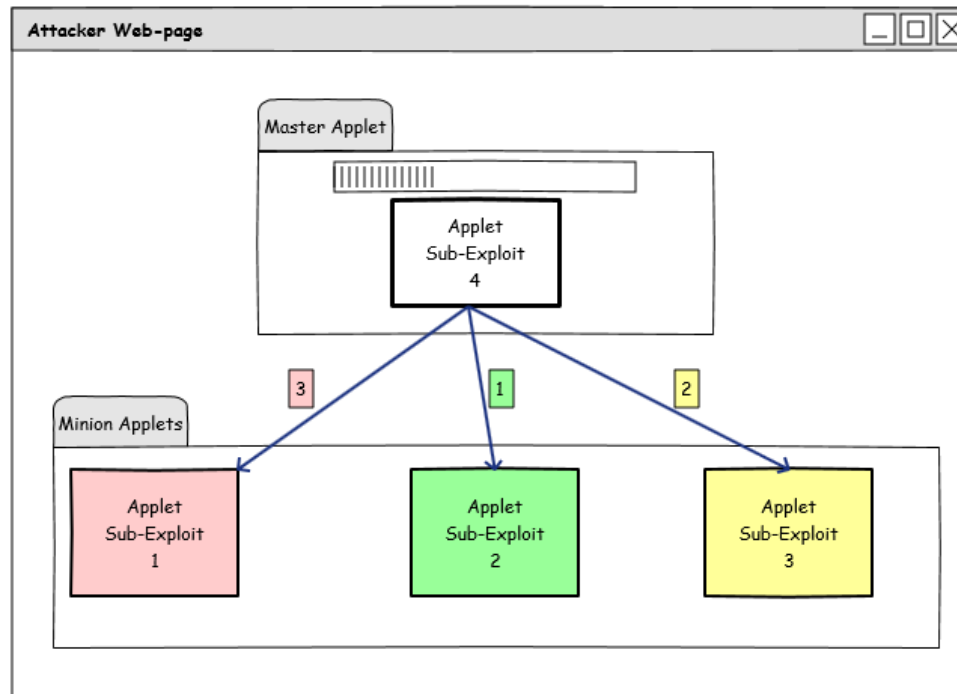 Attacker Web-page
Master Applet
Applet
Sub-Exploit
4
3
1
2
Minion Applets
Applet
Sub-Exploit
1
Applet
Sub-Exploit
2
Applet
Sub-Exploit
3